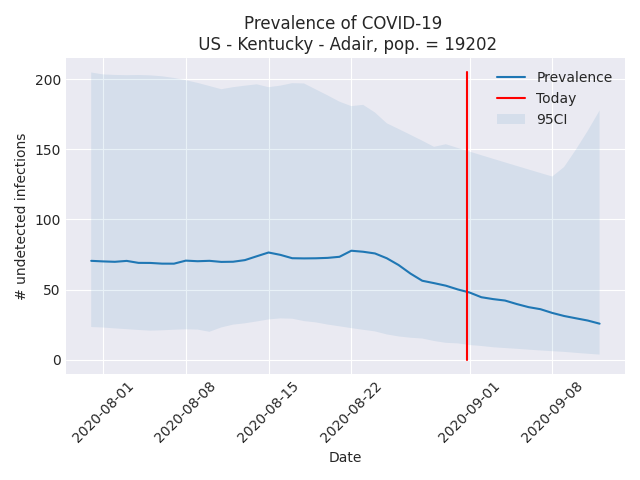 Prevalence of COVID-19
US - Kentucky - Adair, pop. = 19202
Prevalence
Today
95CI
200
150
100
50
0
# undetected infections
2020-08-01
2020-08-08
2020-08-15
2020-08-22
2020-09-01
2020-09-08
Date